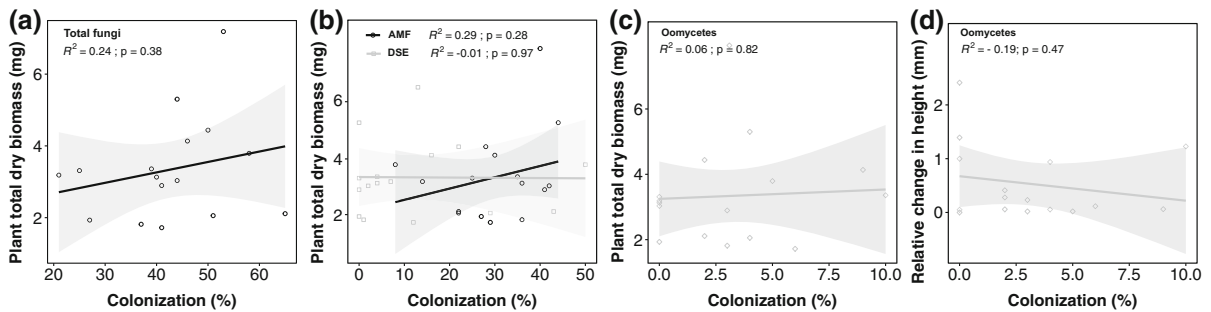 (a)
Total fungi
R² = 0.24 ; p = 0.38
Plant total dry biomass (mg)
6
4
2
20 30 40 50 60
Colonization (%)
(b)
AMF R² = 0.29 ; p = 0.28
DSE R² = -0.01 ; p = 0.97
Plant total dry biomass (mg)
6
4
2
0 10 20 30 40 50
Colonization (%)
(c)
Oomycetes
R² = 0.06 ; p = 0.82
Plant total dry biomass (mg)
6
4
2
0.0 2.5 5.0 7.5 10.0
Colonization (%)
(d)
Oomycetes
R² = - 0.19; p = 0.47
Relative change in height (mm)
2
1
0
0.0 2.5 5.0 7.5 10.0
Colonization (%)